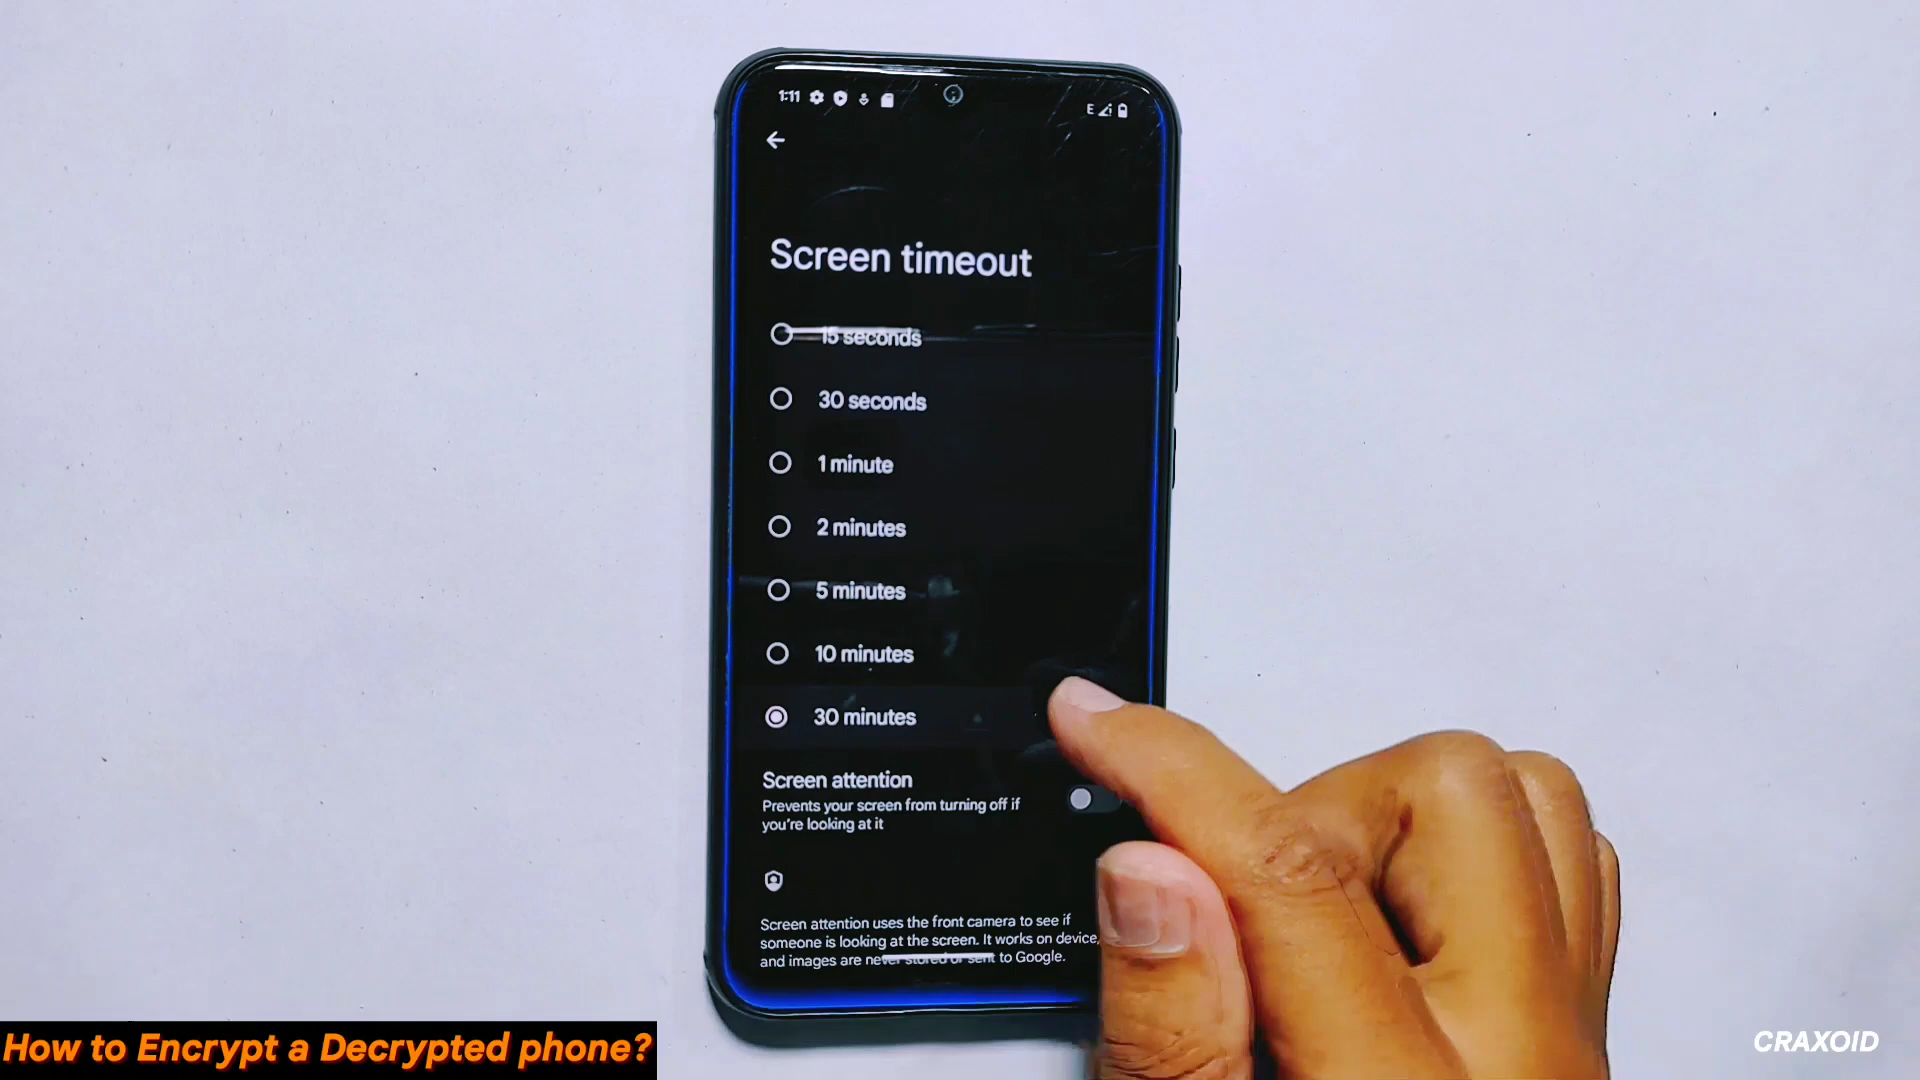 1:11
E
Screen timeout
15 seconds
30 seconds
1 minute
2 minutes
5 minutes
10 minutes
30 minutes
Screen attention
Prevents your screen from turning off if
you're looking at it
Screen attention uses the front camera to see if
someone is looking at the screen. It works on device,
and images are never stored or sent to Google.
How to Encrypt a Decrypted phone?
CRAXOID